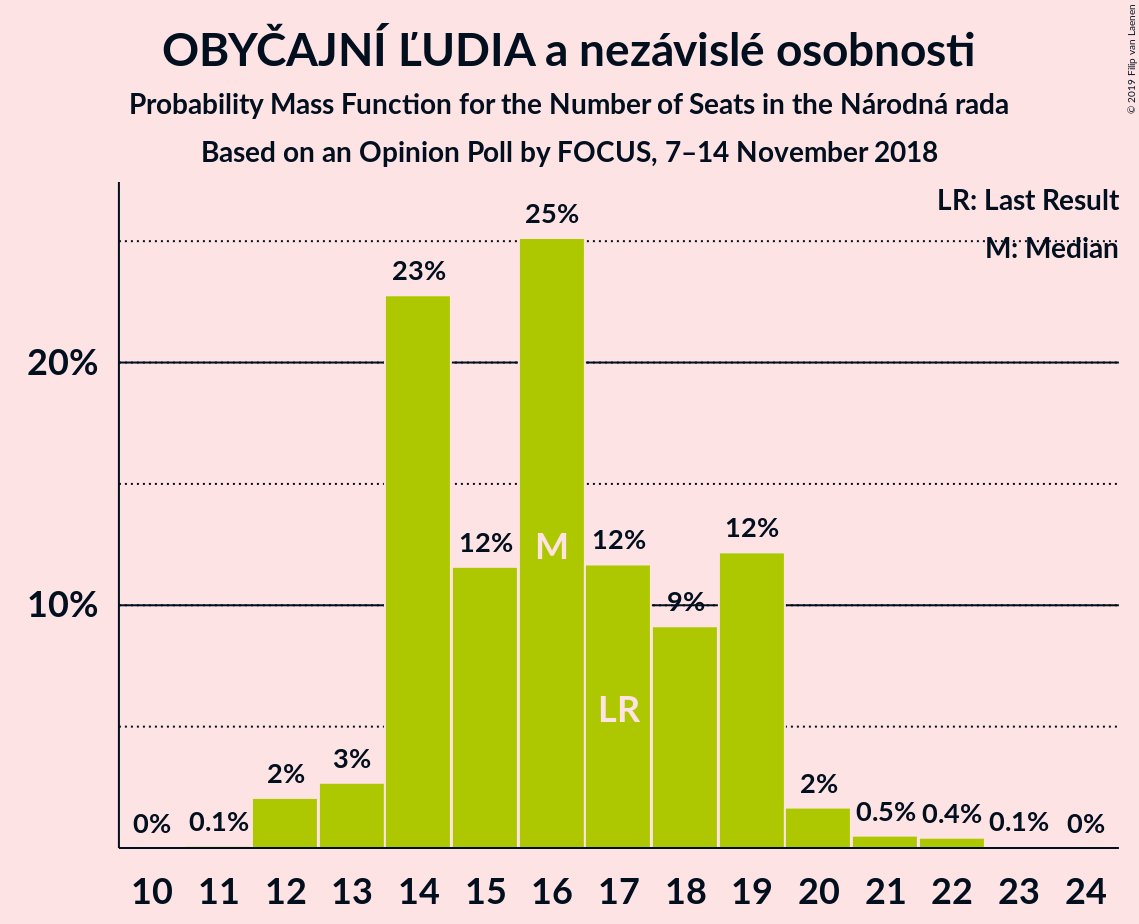 OBYČAJNÍ ĽUDIA a nezávislé osobnosti
Probability Mass Function for the Number of Seats in the Národná rada
Based on an Opinion Poll by FOCUS, 7–14 November 2018
© 2019 Filip van Laenen
LR: Last Result
M: Median
20%
10%
0%
0.1%
2%
3%
23%
12%
25%
12%
9%
12%
2%
0.5%
0.4%
0.1%
0%
M
LR
10 11 12 13 14 15 16 17 18 19 20 21 22 23 24